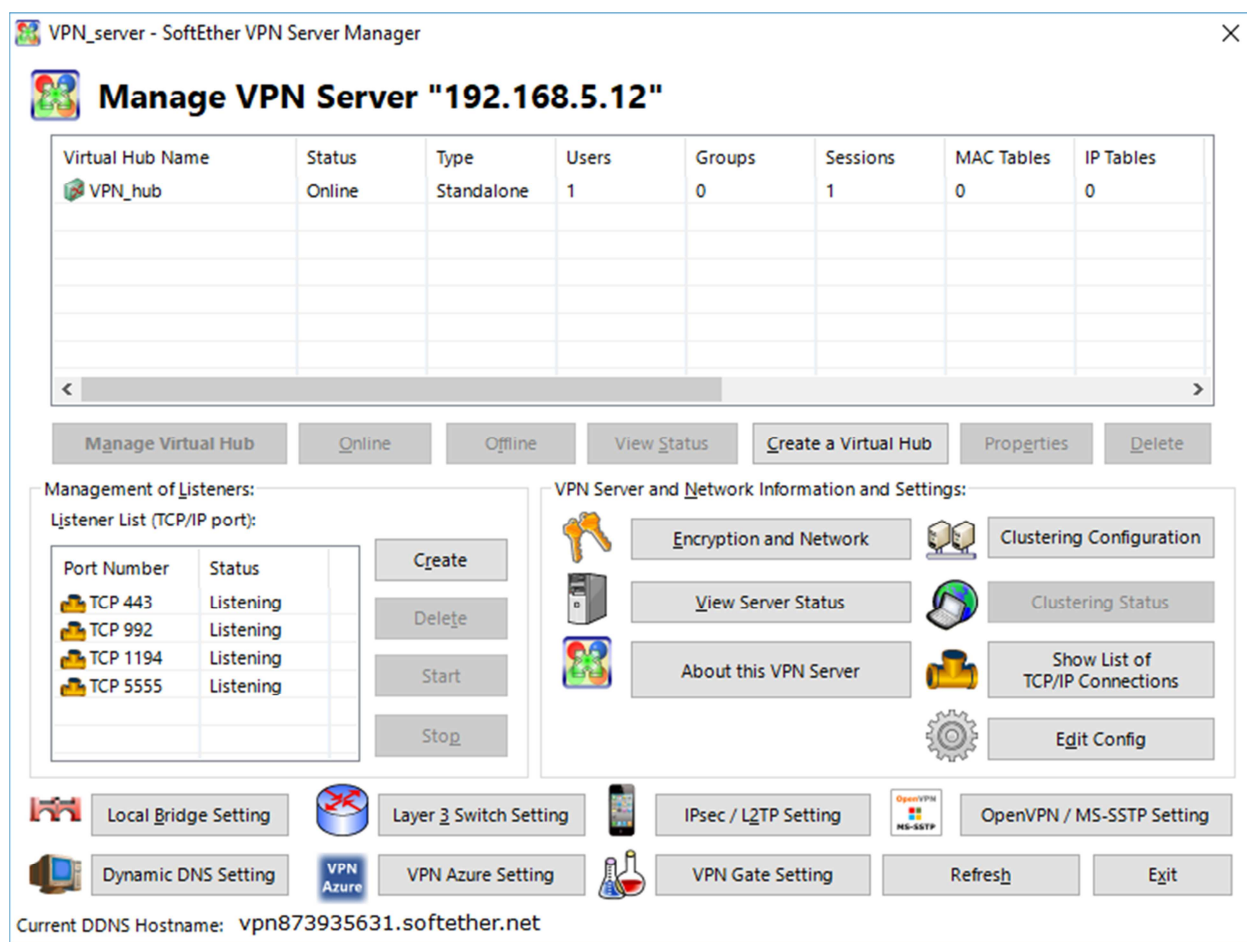 VPN_server - SoftEther VPN Server Manager
Manage VPN Server "192.168.5.12"
Virtual Hub Name Status Type Users Groups Sessions MAC Tables IP Tables
VPN_hub Online Standalone 1 0 1 0 0
Manage Virtual Hub Online Offline View Status Create a Virtual Hub Properties Delete
Management of Listeners:
Listener List (TCP/IP port):
Port Number Status
TCP 443 Listening
TCP 992 Listening
TCP 1194 Listening
TCP 5555 Listening
Create
Delete
Start
Stop
VPN Server and Network Information and Settings:
Encryption and Network
Clustering Configuration
View Server Status
Clustering Status
About this VPN Server
Show List of
TCP/IP Connections
Edit Config
Local Bridge Setting
Layer 3 Switch Setting
IPsec / L2TP Setting
OpenVPN
MS-SSTP
OpenVPN / MS-SSTP Setting
Dynamic DNS Setting
VPN
Azure
VPN Azure Setting
VPN Gate Setting
Refresh
Exit
Current DDNS Hostname: vpn873935631.softether.net